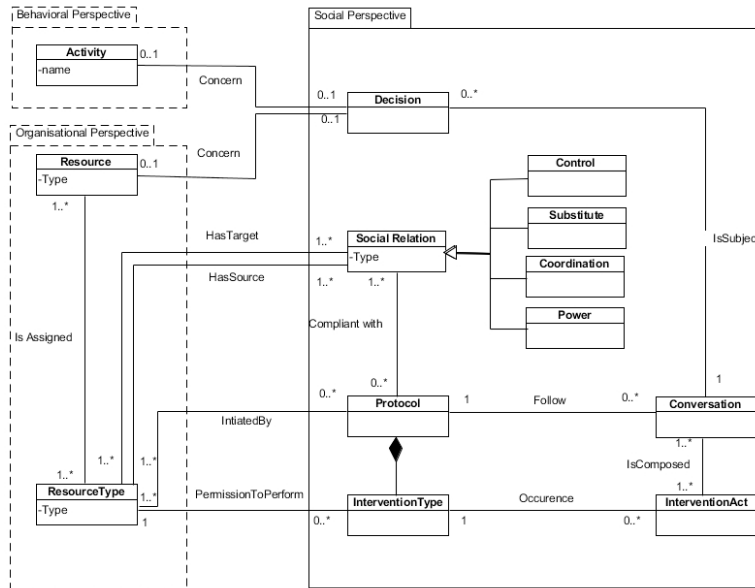 Behavioral Perspective
Social Perspective
Activity
-name
0..1
Concern
0..1
Decision
0..*
0..1
Organisational Perspective
Concern
Resource
-Type
0..1
1..*
Control
Substitute
HasTarget
1..*
Social Relation
-Type
IsSubjec
HasSource
1..*
1..*
Coordination
Power
Compliant with
Is Assigned
0..*
0..*
Protocol
1
Follow
0..*
1
Conversation
IntiatedBy
1..*
1..*
1..*
1..*
IsComposed
ResourceType
-Type
1..*
PermissionToPerform
1
0..*
InterventionType
1
Occurence
0..*
1..*
InterventionAct